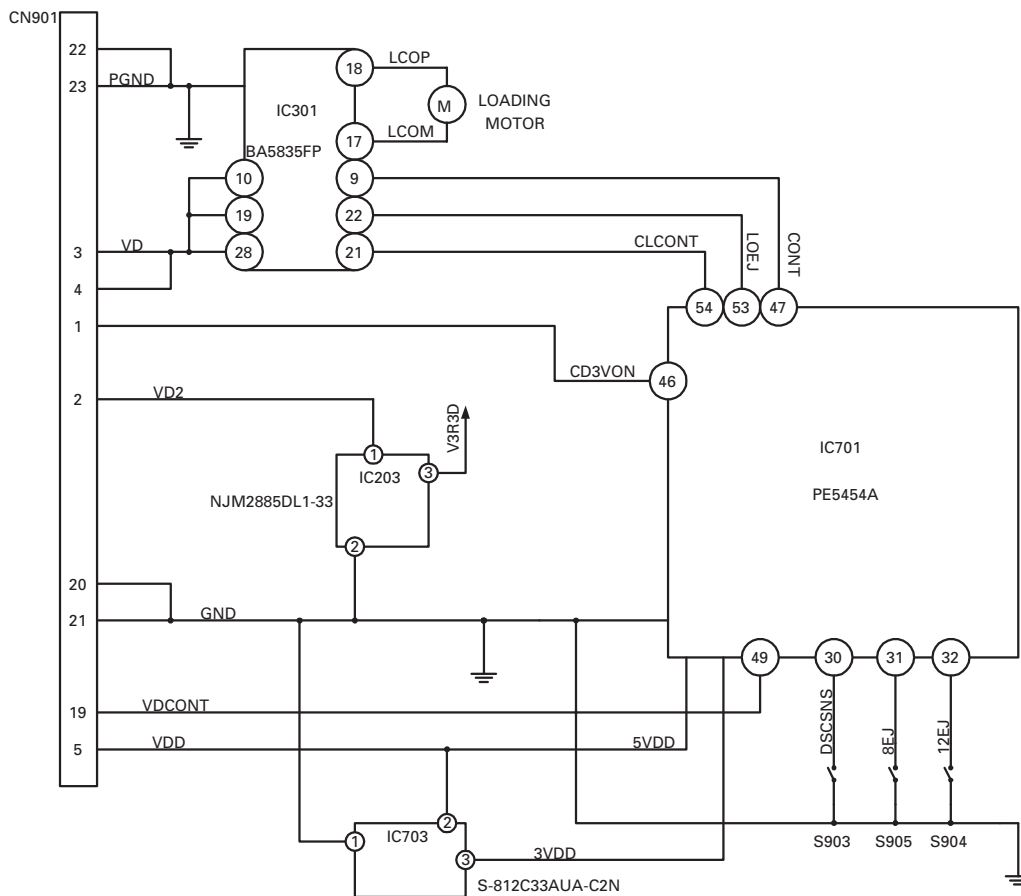 CN901
22
23
PGND
18
LCOP
M
LOADING
MOTOR
IC301
17
LCOM
BA5835FP
10
9
19
22
3
VD
28
21
CLCONT
LOEJ
CONT
4
54
53
47
1
CD3VON
46
2
VD2
V3R3D
1
IC203
3
IC701
NJM2885DL1-33
PE5454A
2
20
21
GND
49
30
31
32
19
VDCONT
DSCSNS
8EJ
12EJ
5
VDD
5VDD
2
IC703
1
S903
S905
S904
3
3VDD
S-812C33AUA-C2N